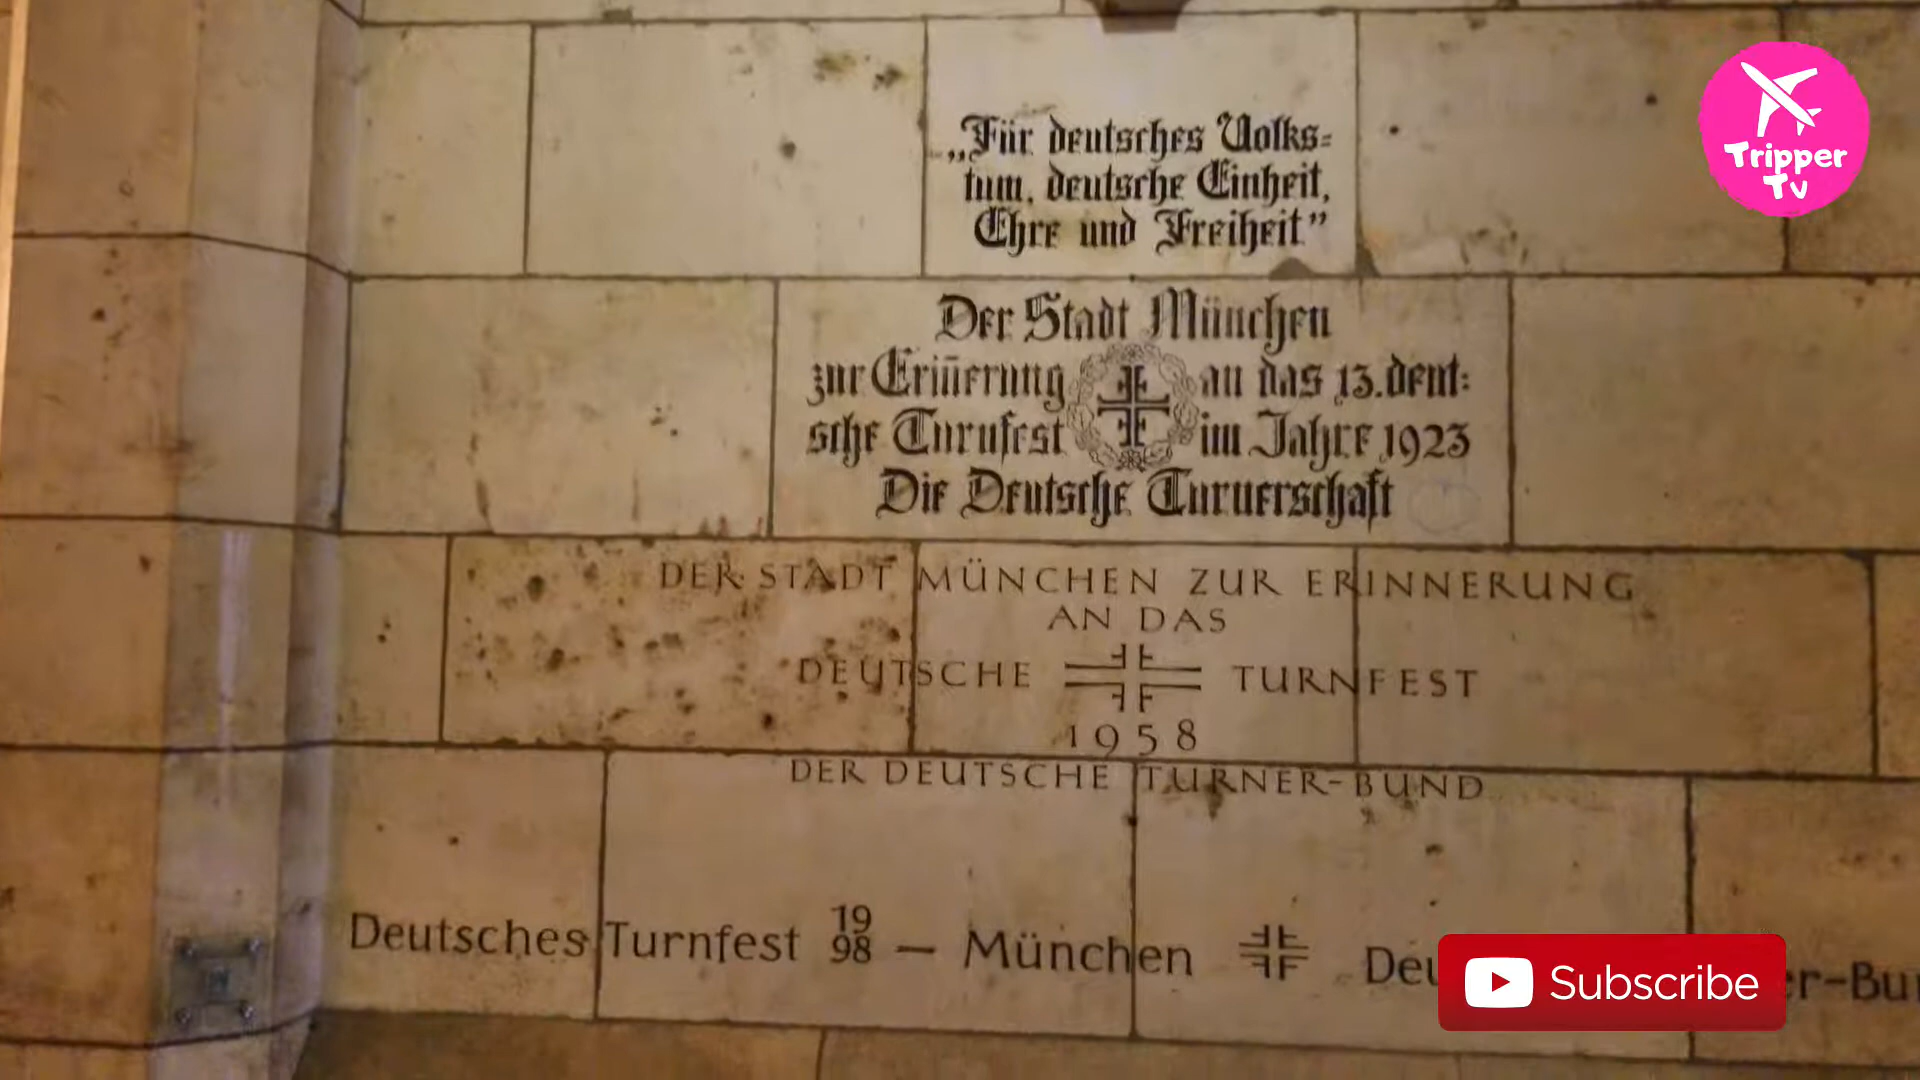 „Für deutsches Volks=
tum, deutsche Einheit,
Ehre und Freiheit”
Der Stadt München
zur Erin̄erung an das 13. deut:
sche Turnfest im Jahre 1923
Die Deutsche Turnerschaft
DER STADT MÜNCHEN ZUR ERINNERUNG
AN DAS
DEUTSCHE TURNFEST
1958
DER DEUTSCHE TURNER-BUND
Deutsches Turnfest 1998 — München
Tripper
Tv
Subscribe